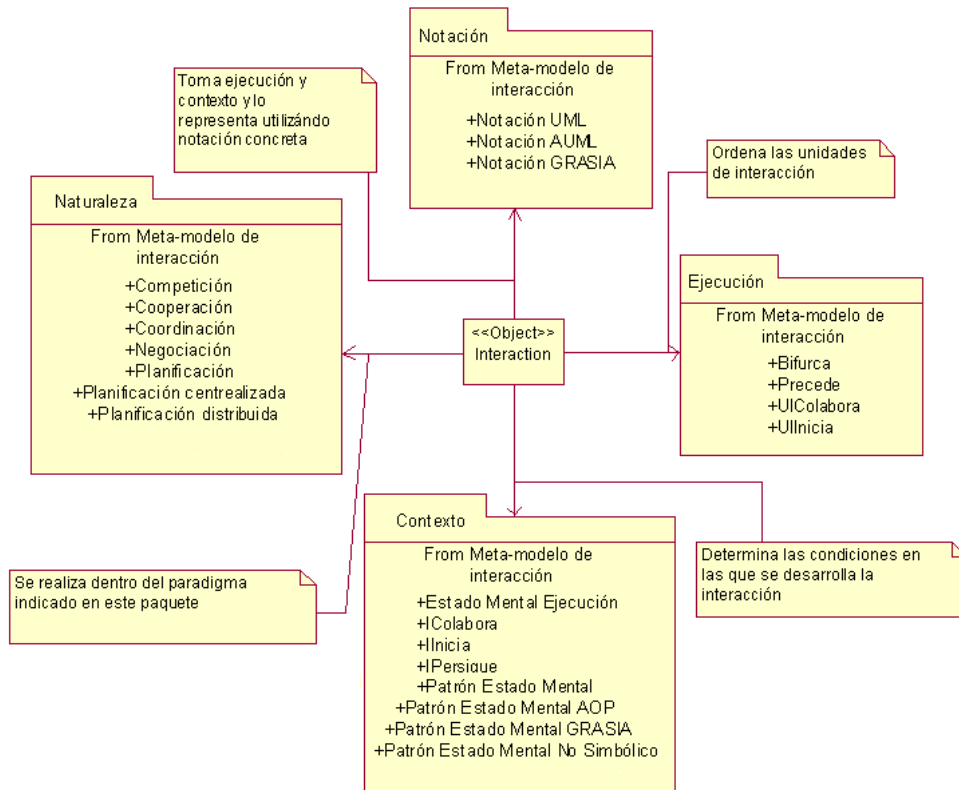 Notación
From Meta-modelo de
interacción
+Notación UML
+Notación AUML
+Notación GRASIA
Toma ejecución y
contexto y lo
representa utilizándo
notación concreta
Ordena las unidades
de interacción
Naturaleza
From Meta-modelo de
interacción
+Competición
+Cooperación
+Coordinación
+Negociación
+Planificación
+Planificación centrealizada
+Planificación distribuida
<<Object>>
Interaction
Ejecución
From Meta-modelo de
interacción
+Bifurca
+Precede
+UIColabora
+UIInicia
Contexto
From Meta-modelo de
interacción
+Estado Mental Ejecución
+IColabora
+IInicia
+IPersigue
+Patrón Estado Mental
+Patrón Estado Mental AOP
+Patrón Estado Mental GRASIA
+Patrón Estado Mental No Simbólico
Se realiza dentro del paradigma
indicado en este paquete
Determina las condiciones en
las que se desarrolla la
interacción